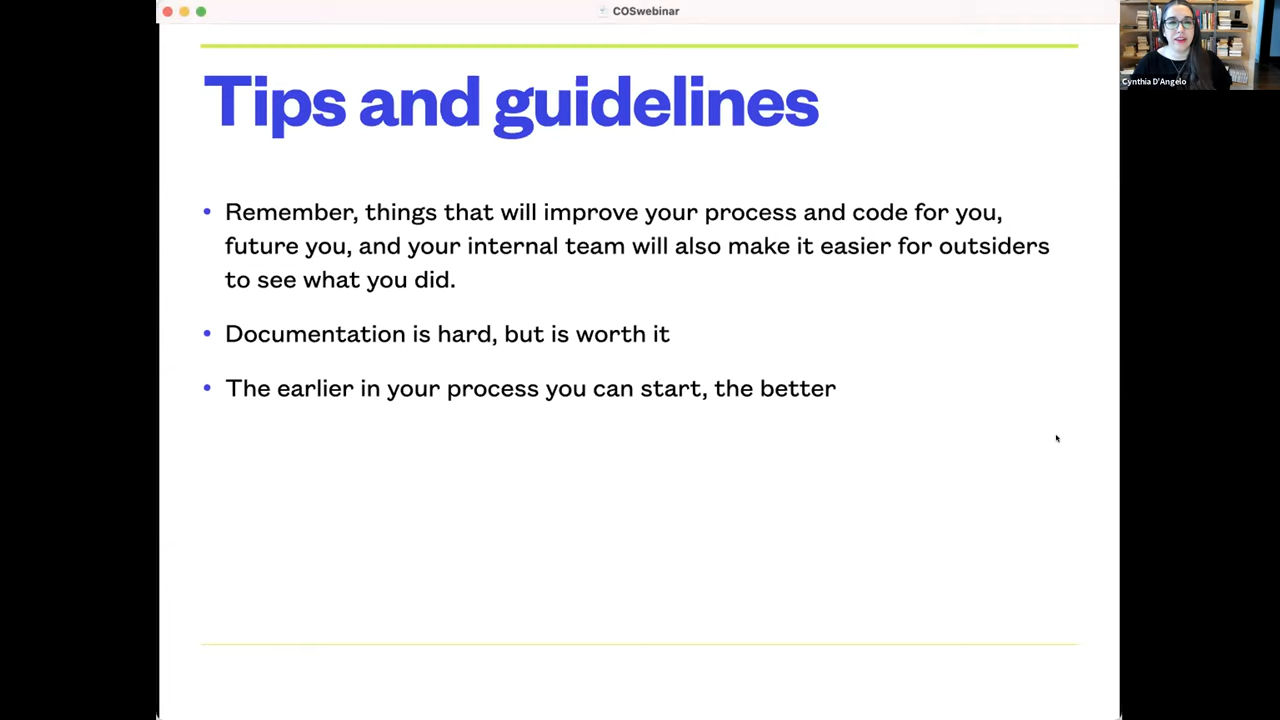 COSwebinar
Cynthia D'Angelo
Tips and guidelines
• Remember, things that will improve your process and code for you,
future you, and your internal team will also make it easier for outsiders
to see what you did.
• Documentation is hard, but is worth it
• The earlier in your process you can start, the better